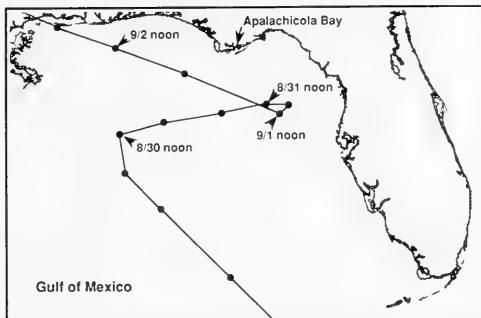 Apalachicola Bay
9/2 noon
8/31 noon
9/1 noon
8/30 noon
Gulf of Mexico